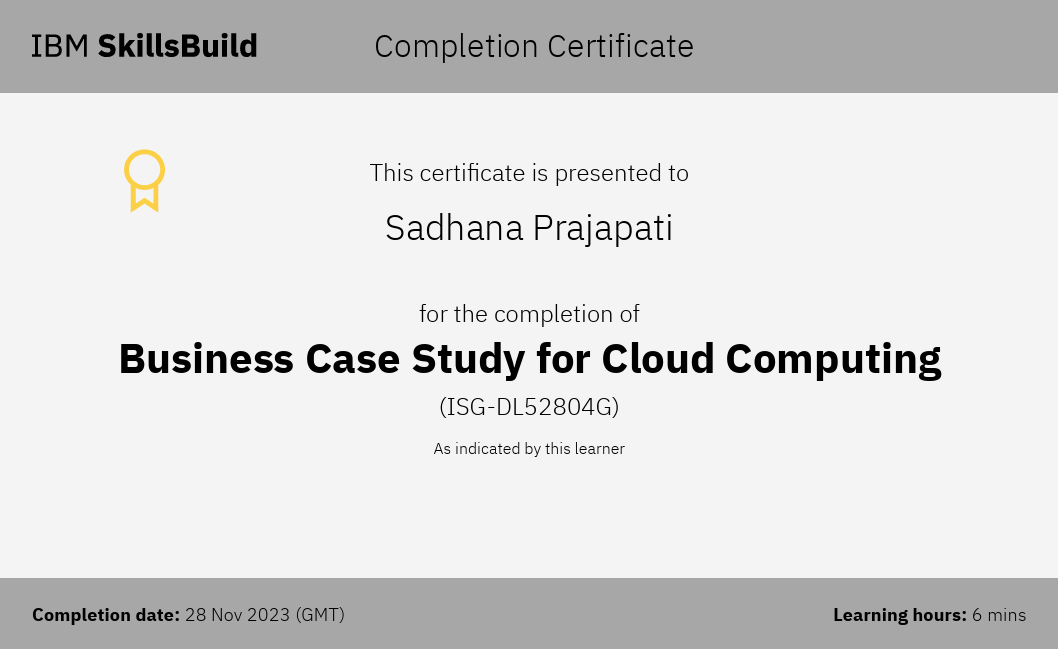 IBM SkillsBuild
Completion Certificate
This certificate is presented to
Sadhana Prajapati
for the completion of
Business Case Study for Cloud Computing
(ISG-DL52804G)
As indicated by this learner
Completion date: 28 Nov 2023 (GMT)
Learning hours: 6 mins